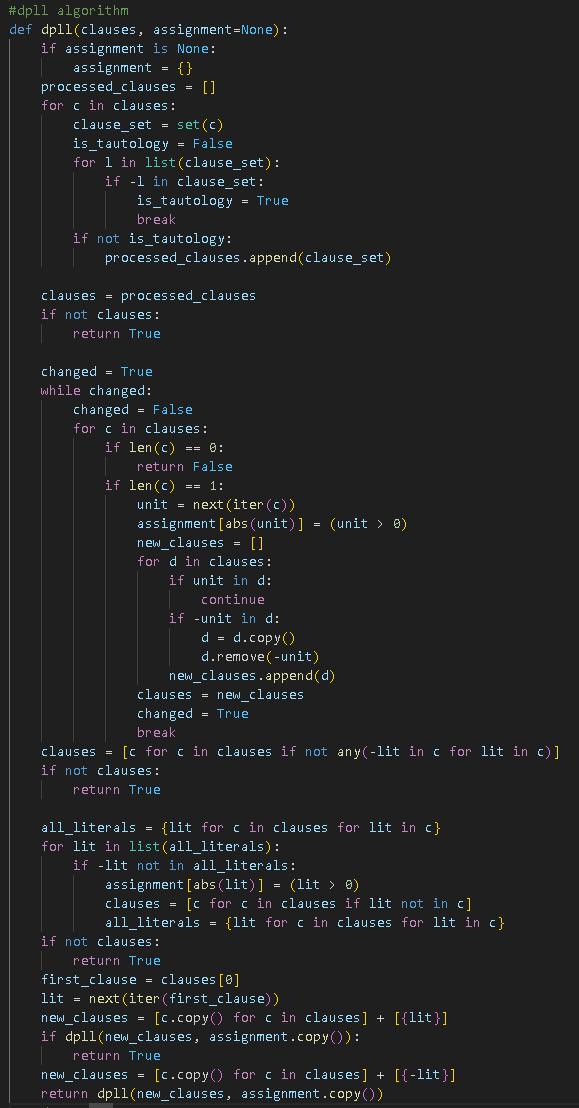 #dpll algorithm
def dpll(clauses, assignment=None):
    if assignment is None:
        assignment = {}
    processed_clauses = []
    for c in clauses:
        clause_set = set(c)
        is_tautology = False
        for l in list(clause_set):
            if -l in clause_set:
                is_tautology = True
                break
        if not is_tautology:
            processed_clauses.append(clause_set)

    clauses = processed_clauses
    if not clauses:
        return True

    changed = True
    while changed:
        changed = False
        for c in clauses:
            if len(c) == 0:
                return False
            if len(c) == 1:
                unit = next(iter(c))
                assignment[abs(unit)] = (unit > 0)
                new_clauses = []
                for d in clauses:
                    if unit in d:
                        continue
                    if -unit in d:
                        d = d.copy()
                        d.remove(-unit)
                    new_clauses.append(d)
                clauses = new_clauses
                changed = True
                break
    clauses = [c for c in clauses if not any(-lit in c for lit in c)]
    if not clauses:
        return True

    all_literals = {lit for c in clauses for lit in c}
    for lit in list(all_literals):
        if -lit not in all_literals:
            assignment[abs(lit)] = (lit > 0)
            clauses = [c for c in clauses if lit not in c]
            all_literals = {lit for c in clauses for lit in c}
    if not clauses:
        return True
    first_clause = clauses[0]
    lit = next(iter(first_clause))
    new_clauses = [c.copy() for c in clauses] + [{lit}]
    if dpll(new_clauses, assignment.copy()):
        return True
    new_clauses = [c.copy() for c in clauses] + [{-lit}]
    return dpll(new_clauses, assignment.copy())